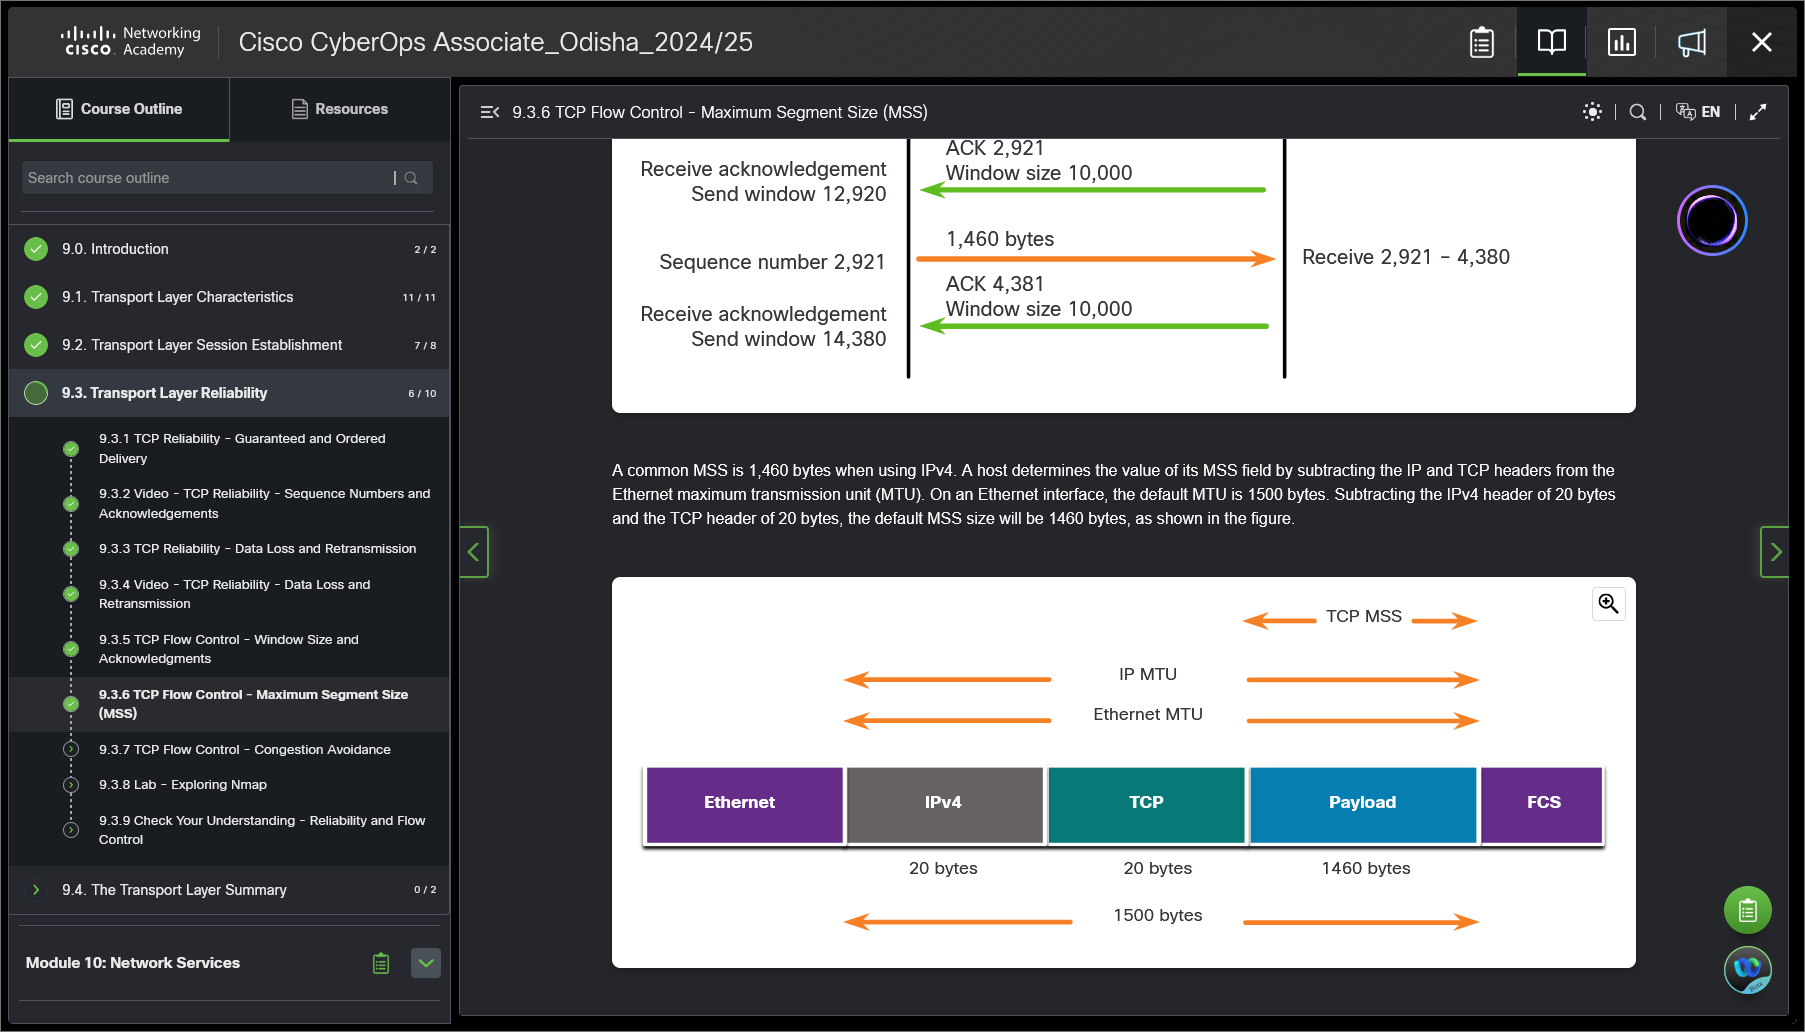 Networking
Academy
CISCO
Cisco CyberOps Associate_Odisha_2024/25
Course Outline
Resources
Search course outline
9.0. Introduction 2 / 2
9.1. Transport Layer Characteristics 11 / 11
9.2. Transport Layer Session Establishment 7 / 8
9.3. Transport Layer Reliability 6 / 10
9.3.1 TCP Reliability - Guaranteed and Ordered
Delivery
9.3.2 Video - TCP Reliability - Sequence Numbers and
Acknowledgements
9.3.3 TCP Reliability - Data Loss and Retransmission
9.3.4 Video - TCP Reliability - Data Loss and
Retransmission
9.3.5 TCP Flow Control - Window Size and
Acknowledgments
9.3.6 TCP Flow Control - Maximum Segment Size
(MSS)
9.3.7 TCP Flow Control - Congestion Avoidance
9.3.8 Lab - Exploring Nmap
9.3.9 Check Your Understanding - Reliability and Flow
Control
9.4. The Transport Layer Summary 0 / 2
Module 10: Network Services
9.3.6 TCP Flow Control - Maximum Segment Size (MSS)
EN
ACK 2,921
Window size 10,000
Receive acknowledgement
Send window 12,920
1,460 bytes
Sequence number 2,921
Receive 2,921 - 4,380
ACK 4,381
Window size 10,000
Receive acknowledgement
Send window 14,380
A common MSS is 1,460 bytes when using IPv4. A host determines the value of its MSS field by subtracting the IP and TCP headers from the
Ethernet maximum transmission unit (MTU). On an Ethernet interface, the default MTU is 1500 bytes. Subtracting the IPv4 header of 20 bytes
and the TCP header of 20 bytes, the default MSS size will be 1460 bytes, as shown in the figure.
TCP MSS
IP MTU
Ethernet MTU
Ethernet IPv4 TCP Payload FCS
20 bytes 20 bytes 1460 bytes
1500 bytes
Beta